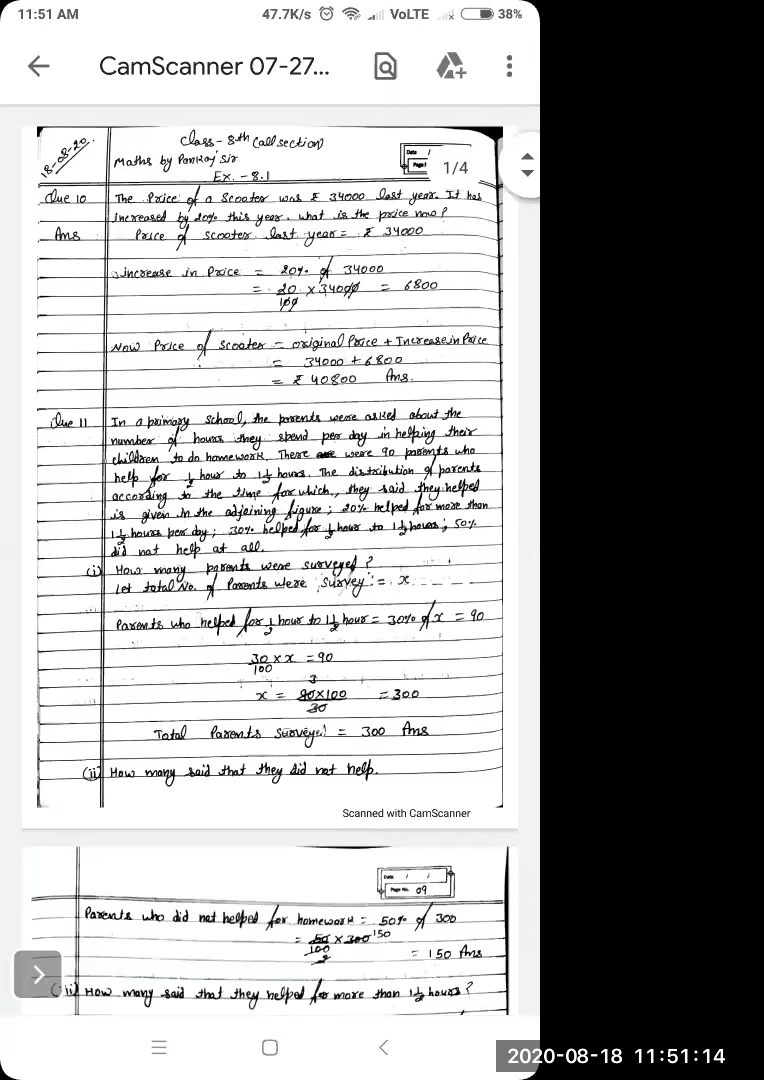 11:51 AM 47.7K/s VoLTE 38%
CamScanner 07-27...
18-08-20.
Class - 8th (all section)
Date /
Maths by Pankaj Sir
Page
1/4
Ex. - 8.1
Que 10 The Price of a Scooter was ₹ 34000 last year. It has
increased by 20% this year. what is the price now?
Ans Price of scooter last year = ₹ 34000
increase in Price = 20% of 34000
= 20/100 x 34000 = 6800
Now Price of Scooter = original Price + Increase in Price
= 34000 + 6800
= ₹ 40800 Ans.
Que 11 In a primary school, the parents were asked about the
number of hours they spend per day in helping their
children to do homework. There were 90 parents who
help for 1/2 hour to 1 1/2 hours. The distribution of parents
according to the time for which, they said they helped
is given in the adjoining figure; 20% helped for more than
1 1/2 hours per day; 30% helped for 1/2 hour to 1 1/2 hours; 50%
did not help at all.
(i) How many parents were surveyed?
let total No. of Parents were survey = x
Parents who helped for 1/2 hour to 1 1/2 hour = 30% of x = 90
30/100 x x = 90
3
x = 90x100/30 = 300
Total Parents surveyed = 300 Ans
(ii) How many said that they did not help.
Scanned with CamScanner
Date / /
Page No. 09
Parents who did not helped for homework = 50% of 300
= 50/100 x 300 150
2
= 150 Ans
(iii) How many said that they helped for more than 1 1/2 hours?
2020-08-18 11:51:14